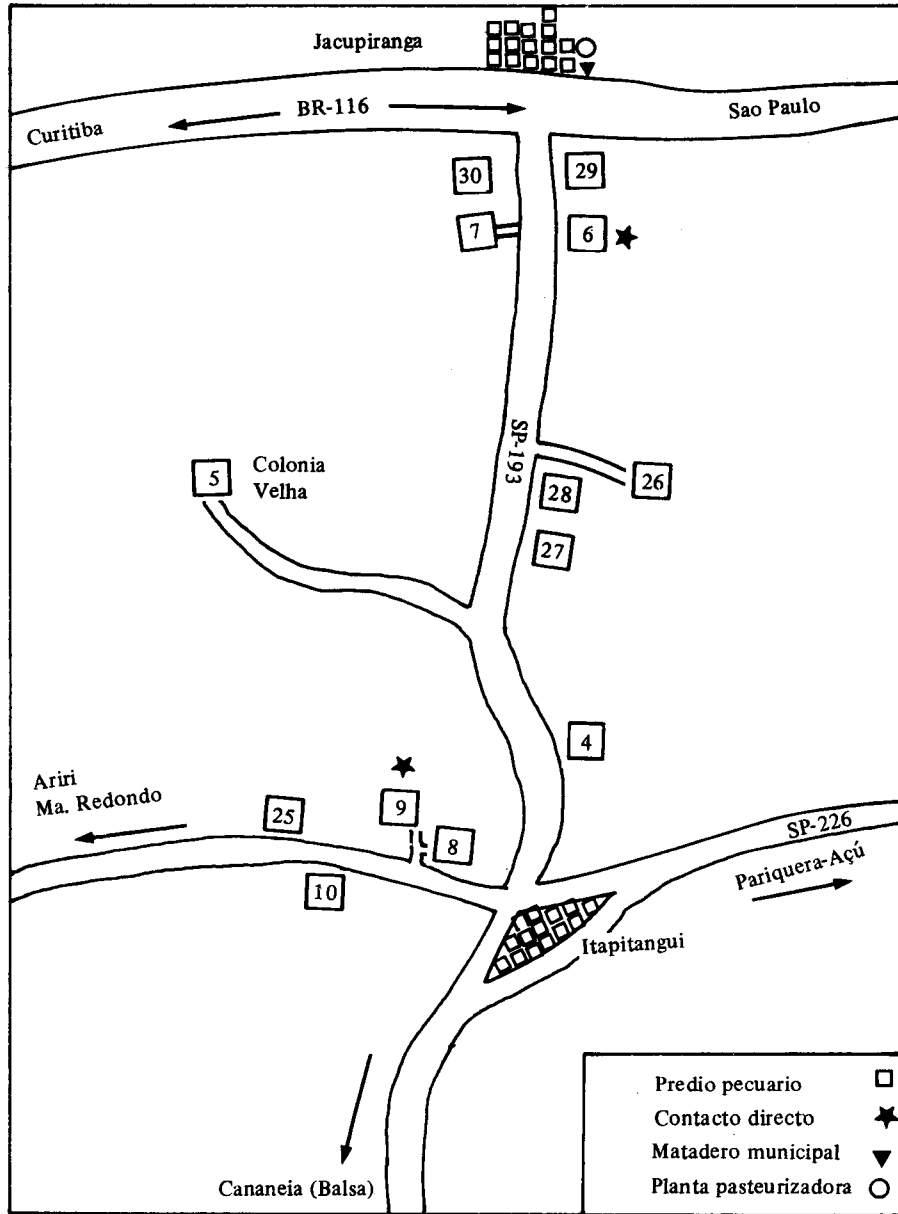 Jacupiranga
BR-116
Sao Paulo
Curitiba
30
29
7
6
SP-193
5
Colonia
Velha
26
28
27
4
Ariri
Ma. Redondo
9
25
8
SP-226
10
Pariquera-Açú
Itapitangui
Cananeia (Balsa)
Predio pecuario
Contacto directo
Matadero municipal
Planta pasteurizadora